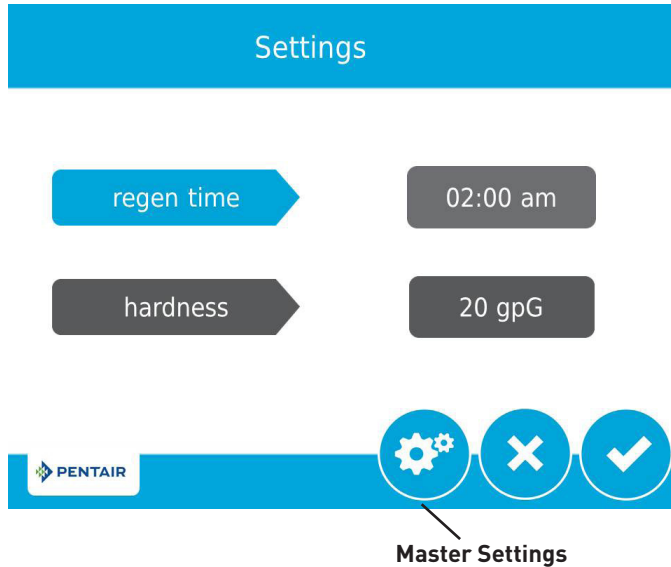 Settings
regen time
02:00 am
hardness
20 gpG
PENTAIR
Master Settings